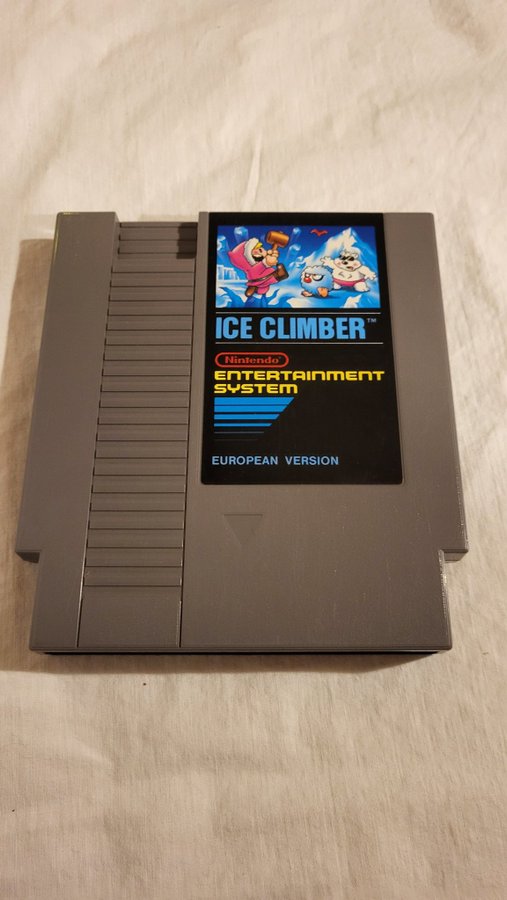 ICE CLIMBER™
Nintendo
ENTERTAINMENT
SYSTEM
EUROPEAN VERSION